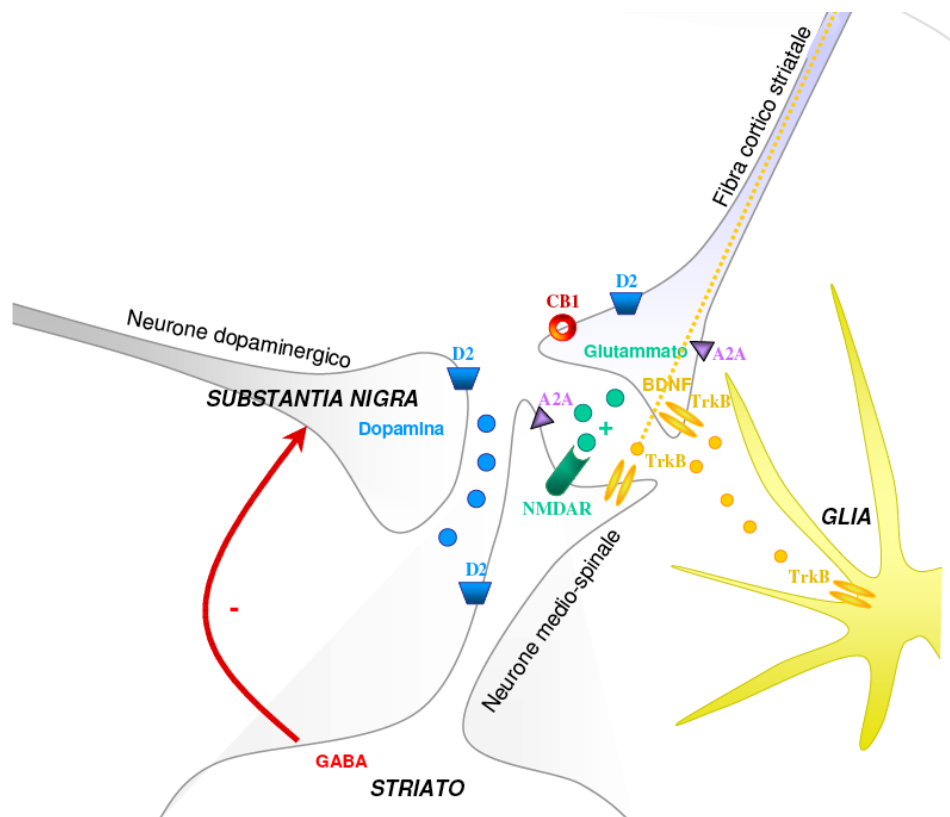 Fibra cortico striatale
D2
CB1
Neurone dopaminergico
D2
Glutammato
A2A
SUBSTANTIA NIGRA
A2A
BDNF
TrkB
Dopamina
+
TrkB
NMDAR
GLIA
D2
TrkB
-
Neurone medio-spinale
GABA
STRIATO